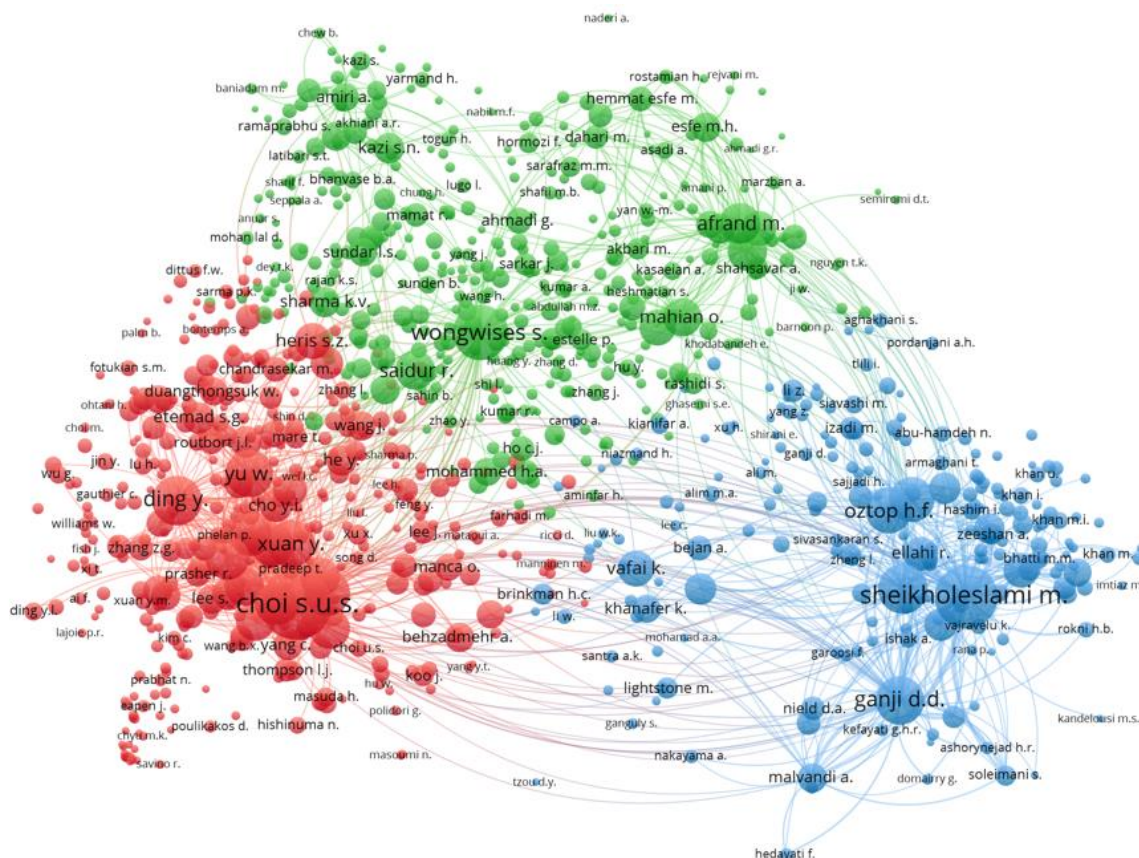 naderi a.
chew b.
kazi s.
yarmand h.
baniadam m.
amiri a.
rostamian h.
rejvani m.
hemmat esfe m.
nabil m.f.
ramaprabhu s.
akhiani a.r.
togun h.
hormozi f.
dahari m.
esfe m.h.
latibari s.t.
kazi s.n.
asadi a.
ahmadi g.r.
sarafraz m.m.
sharif f.
bhanvase b.a.
lugo l.
shafii m.b.
amani p.
marzban a.
seppala a.
chung h.
semiromi d.t.
anuar s.
mamat r.
ahmadi g.
yan w.-m.
afrand m.
mohan lal d.
sundar l.s.
yang j.
akbari m.
dittus f.w.
dey t.k.
sarkar j.
kasaeian a.
shahsavar a.
nguyen t.k.
sarma p.k.
rajan k.s.
sunden b.
wang h.
kumar a.
beshmatian s.
ji w.
sharma k.v.
abdullah m.z.
mahian o.
barnoon p.
aghakhani s.
palm b.
bontemps a.
heris s.z.
wongwises s.
estelle p.
khodabandeh e.
pordanjani a.h.
fotukian s.m.
chandrasekar m.
saidur r.
huang y.
zhang d.
hu y.
tlili i.
duangthongsuk w.
zhang l.
sahin b.
shi l.
zhang j.
rashidi s.
li z.
siavashi m.
ohtani h.
etemad s.g.
shin d.
kumar r.
ghasemi s.e.
yang z.
choi m.
routbort j.l.
mare t.
wang j.
zhao y.
campo a.
kianifar a.
xu h.
shirani e.
izadi m.
abu-hamdeh n.
wu g.
jin y.
lu h.
yu w.
he y.
sharma p.
ho c.j.
niazmand h.
ganji d.
armaghani t.
khan u.
gauthier c.
mohammed h.a.
ali m.
sajjadi h.
khan i.
ding y.
cho y.i.
lee h.
aminfar h.
alim m.a.
oztop h.f.
hashim i.
khan m.i.
williams w.
liu l.
feng y.
farhadi m.
fish j.
phelan p.
xuan y.
xu x.
lee j.
mataoui a.
ricci d.
liu w.k.
lee c.
sivasankaran s.
zeeshan a.
zhang z.g.
song d.
bejan a.
zheng l.
ellahi r.
bhatti m.m.
khan m.
xi t.
prasher r.
pradeep t.
manca o.
manninen m.
vafai k.
imtiaz m.
ai f.
xuan y.m.
lee s.
choi s.u.s.
brinkman h.c.
khanafer k.
sheikholeslami m.
ding y.l.
li w.
vajravelu k.
rokni h.b.
lajoie p.r.
kim c.
wang b.x.
yang c.
choi u.s.
behzadmehr a.
mohamad a.a.
ishak a.
garoosi f.
rana p.
thompson l.j.
koo j.
yang y.t.
santra a.k.
prabhat n.
masuda h.
hu w.
lightstone m.
ganji d.d.
eapen j.
polidori g.
nield d.a.
kandelousi m.s.
poulikakos d.
hishinuma n.
ganguly s.
kefayati g.h.r.
chyu m.k.
ashorynejad h.r.
savino r.
masoumi n.
nakayama a.
malvandi a.
soleimani s.
tzou d.y.
domairry g.
hedayati f.